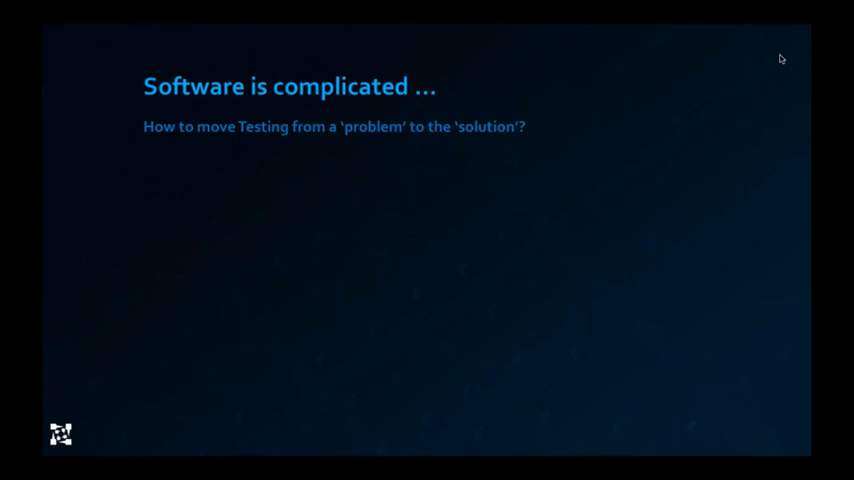 Software is complicated …
How to move Testing from a ‘problem’ to the ‘solution’?